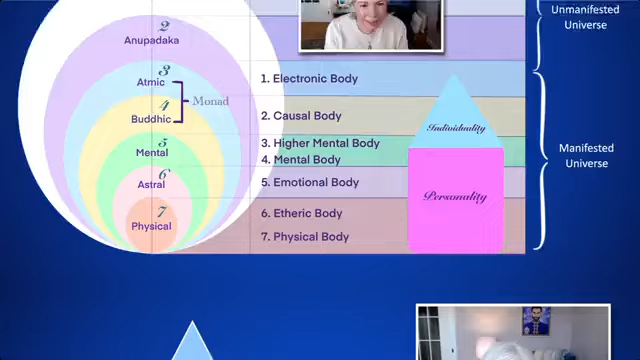 2
Anupadaka
3
Atmic
4
Buddhic
Monad
5
Mental
6
Astral
7
Physical
1. Electronic Body
2. Causal Body
3. Higher Mental Body
4. Mental Body
5. Emotional Body
6. Etheric Body
7. Physical Body
Individuality
Personality
Unmanifested
Universe
Manifested
Universe